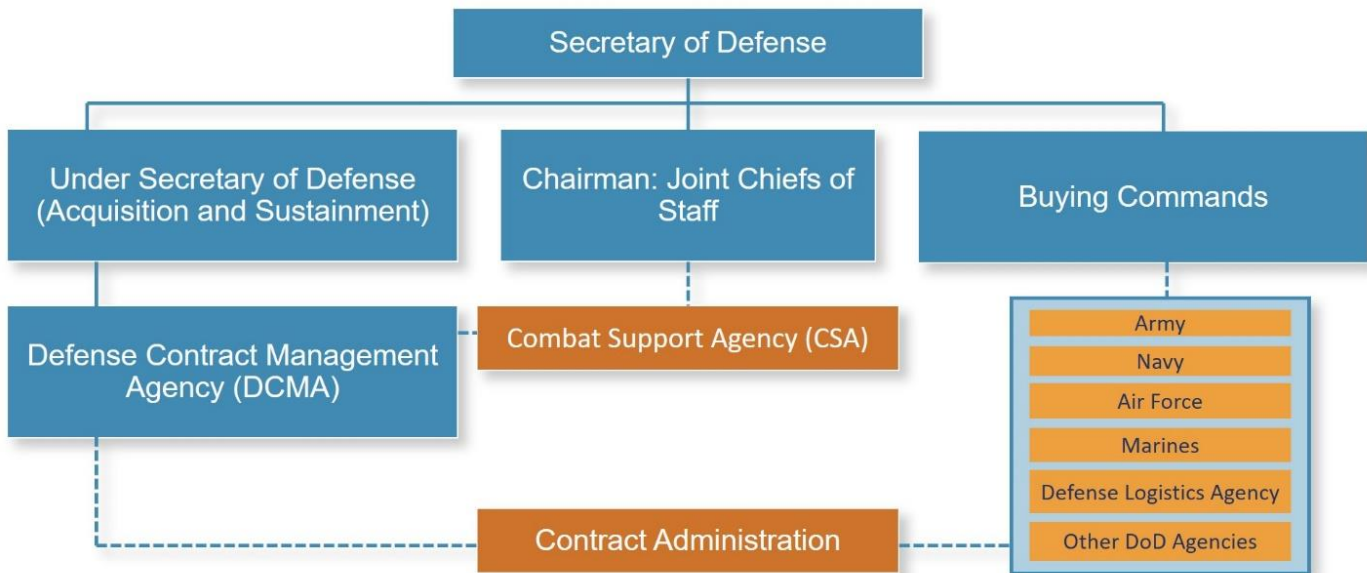 Secretary of Defense
Under Secretary of Defense
(Acquisition and Sustainment)
Chairman: Joint Chiefs of
Staff
Buying Commands
Defense Contract Management
Agency (DCMA)
Combat Support Agency (CSA)
Army
Navy
Air Force
Marines
Defense Logistics Agency
Other DoD Agencies
Contract Administration